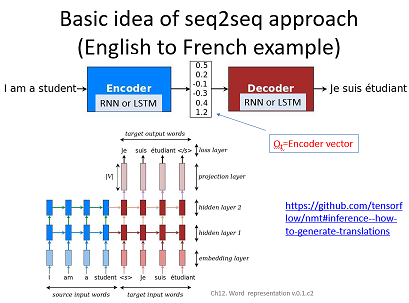 Basic idea of seq2seq approach
(English to French example)
I am a student
Encoder
RNN or LSTM
0.5
0.2
-0.1
-0.3
0.4
1.2
Decoder
RNN or LSTM
Je suis étudiant
target output words
Je suis étudiant </s>
loss layer
|V|
projection layer
hidden layer 2
hidden layer 1
embedding layer
I am a student <s> Je suis étudiant
source input words target input words
=Encoder vector
https://github.com/tensorf
low/nmt#inference--how-
to-generate-translations
Ch12. Word representation v.0.1.c2